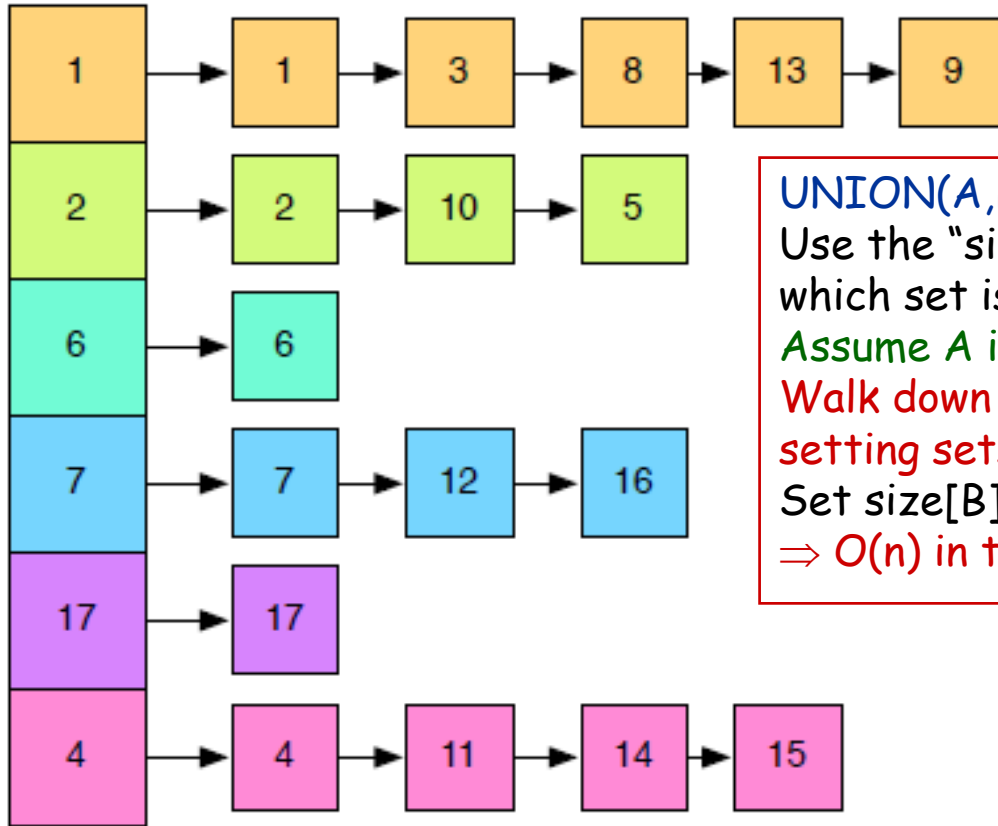 1 1 3 8 13 9
2 2 10 5
6 6
7 7 12 16
17 17
4 4 11 14 15
UNION(A,
Use the “si
which set is
Assume A i
Walk down
setting set
Set size[B]
⇒ O(n) in t